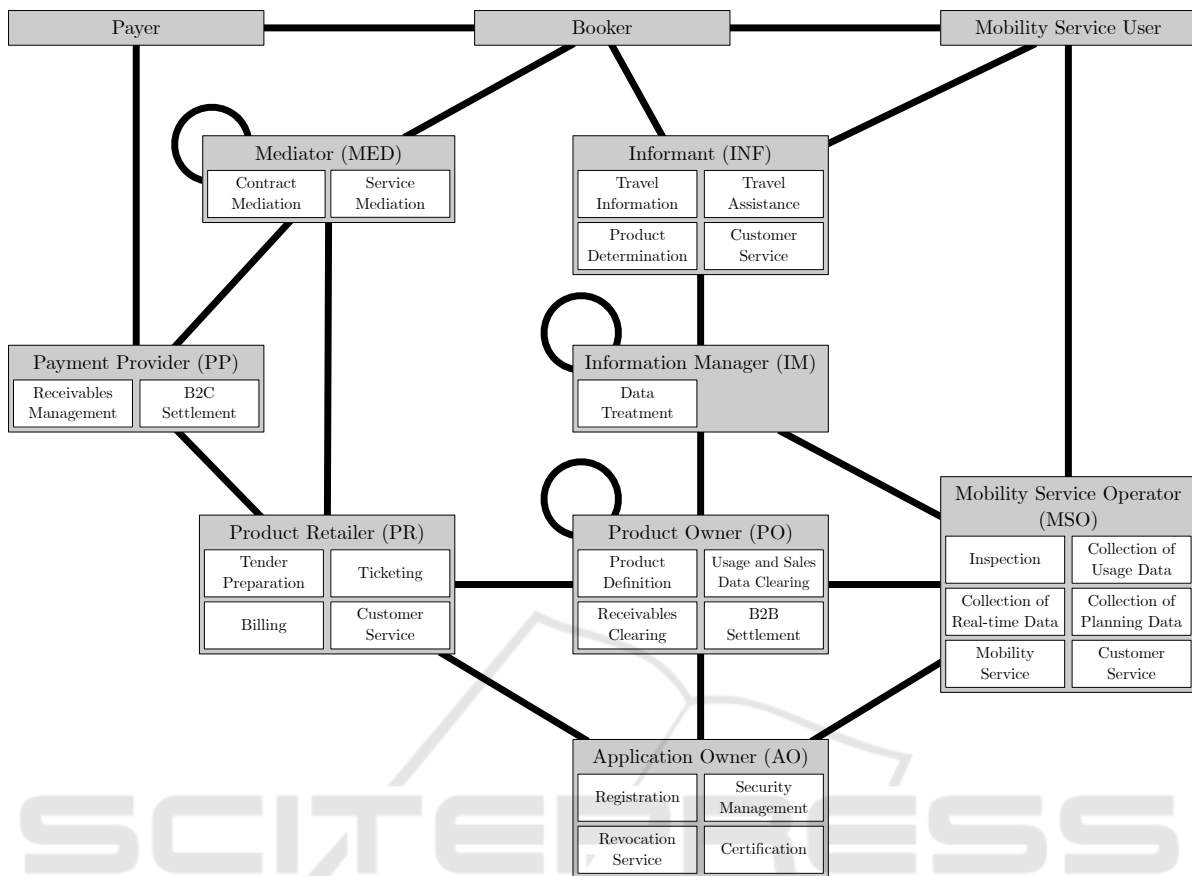 Payer
Booker
Mobility Service User
Mediator (MED)
Contract
Mediation
Service
Mediation
Informant (INF)
Travel
Information
Travel
Assistance
Product
Determination
Customer
Service
Payment Provider (PP)
Receivables
Management
B2C
Settlement
Information Manager (IM)
Data
Treatment
Product Retailer (PR)
Tender
Preparation
Ticketing
Billing
Customer
Service
Product Owner (PO)
Product
Definition
Usage and Sales
Data Clearing
Receivables
Clearing
B2B
Settlement
Mobility Service Operator
(MSO)
Inspection
Collection of
Usage Data
Collection of
Real-time Data
Collection of
Planning Data
Mobility
Service
Customer
Service
Application Owner (AO)
Registration
Security
Management
Revocation
Service
Certification
SCITEPRESS